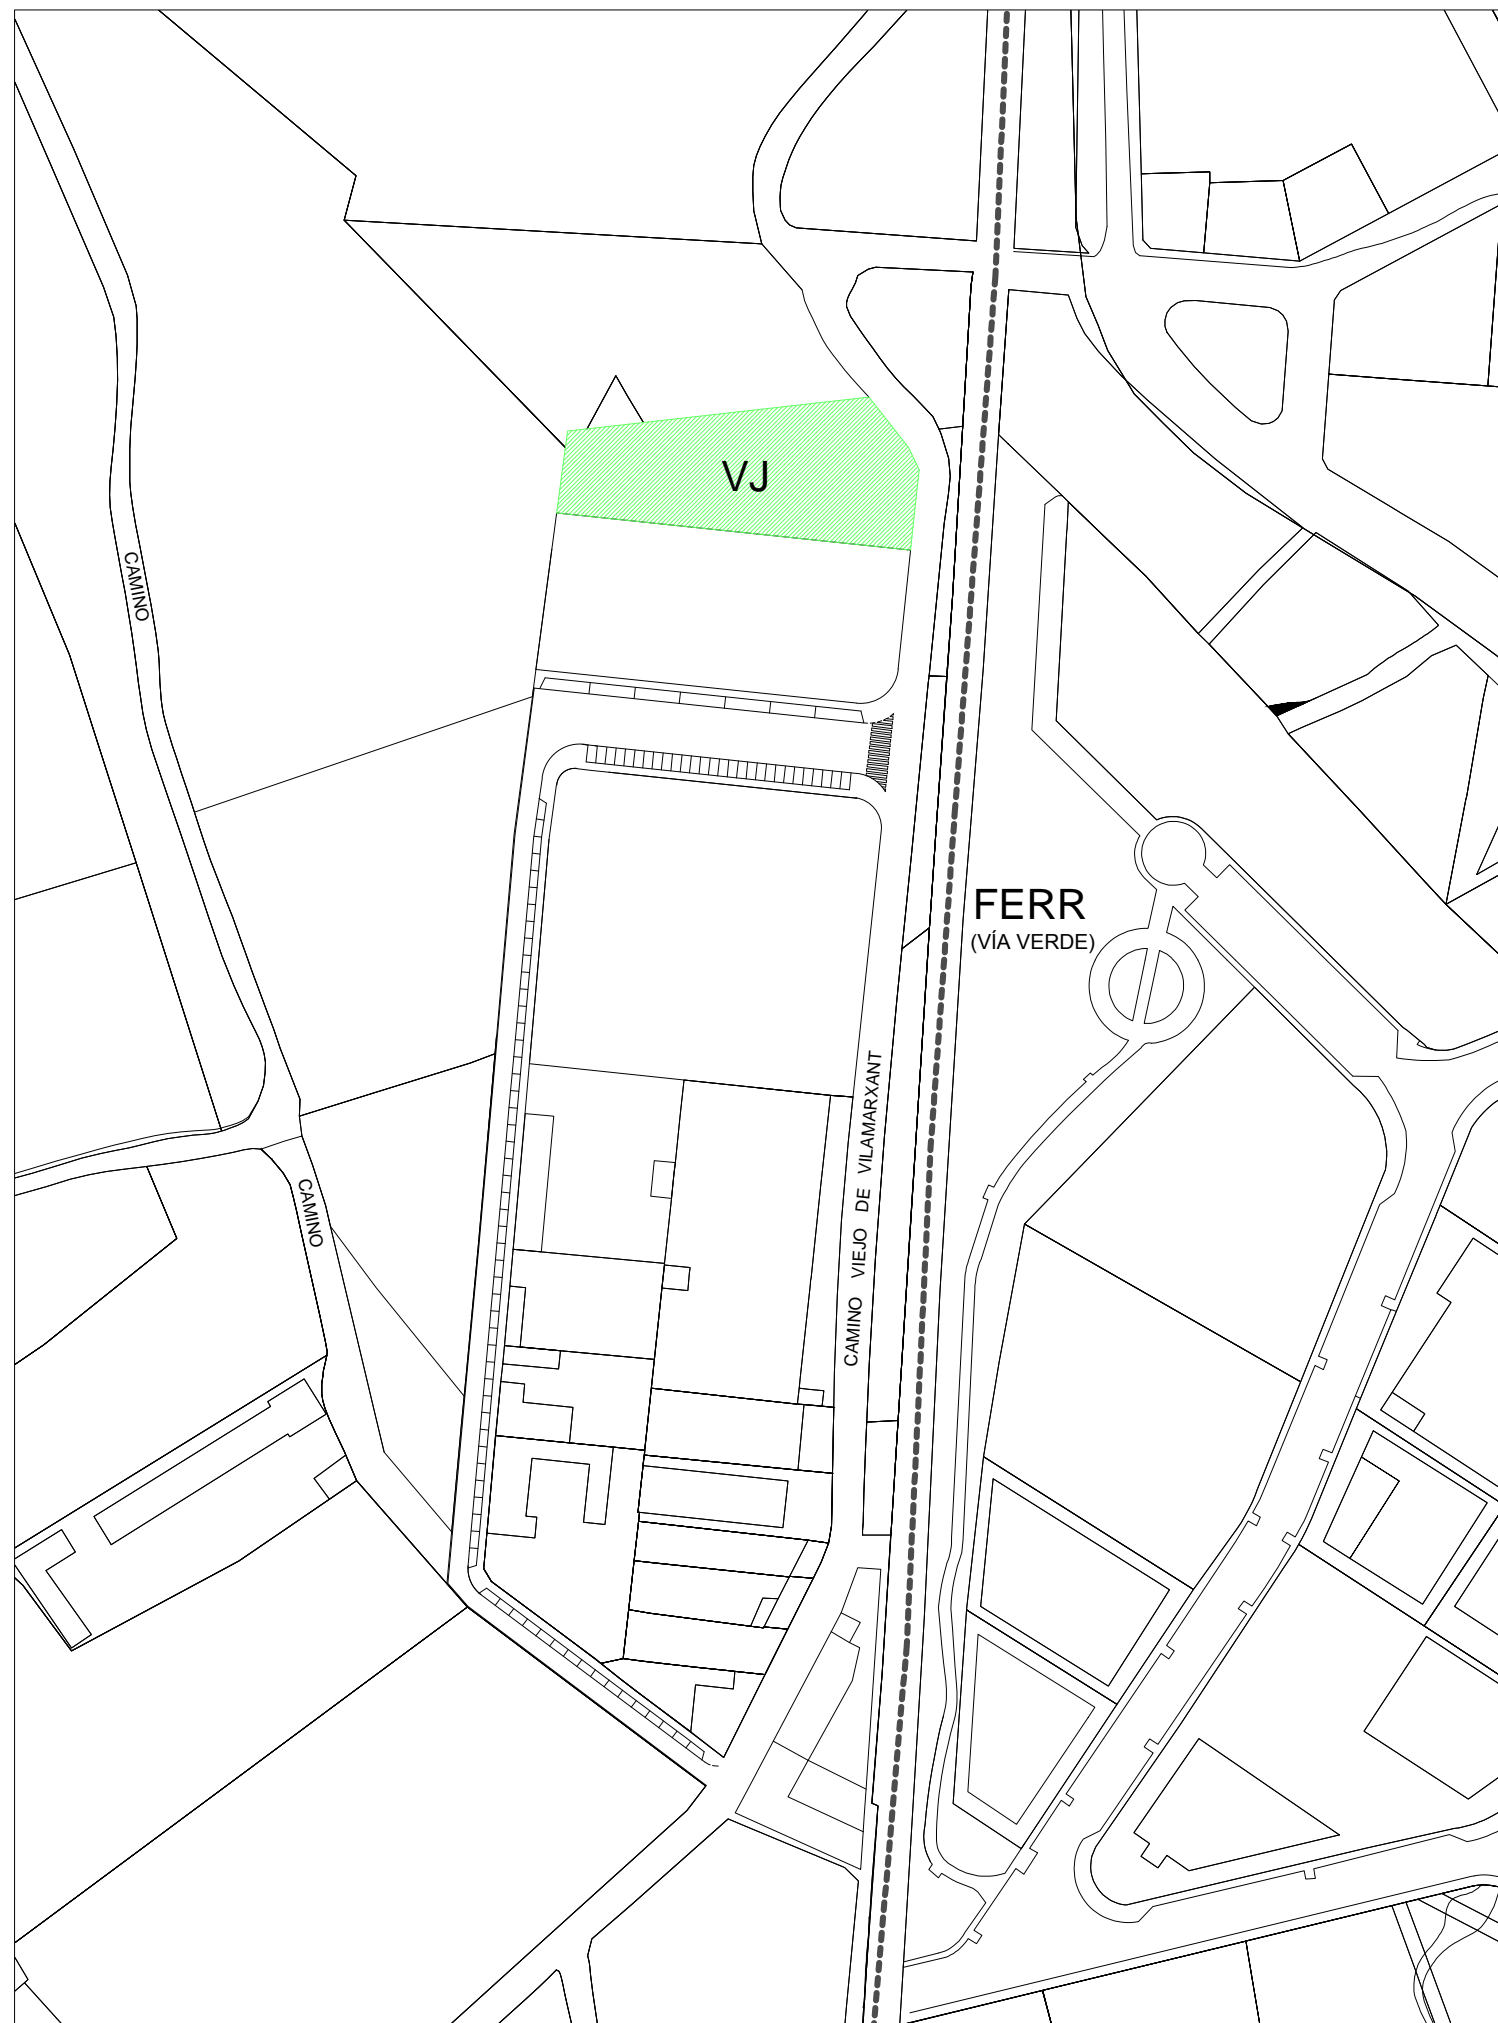 VJ
CAMINO
FERR
(VÍA VERDE)
CAMINO VIEJO DE VILAMARXANT
CAMINO